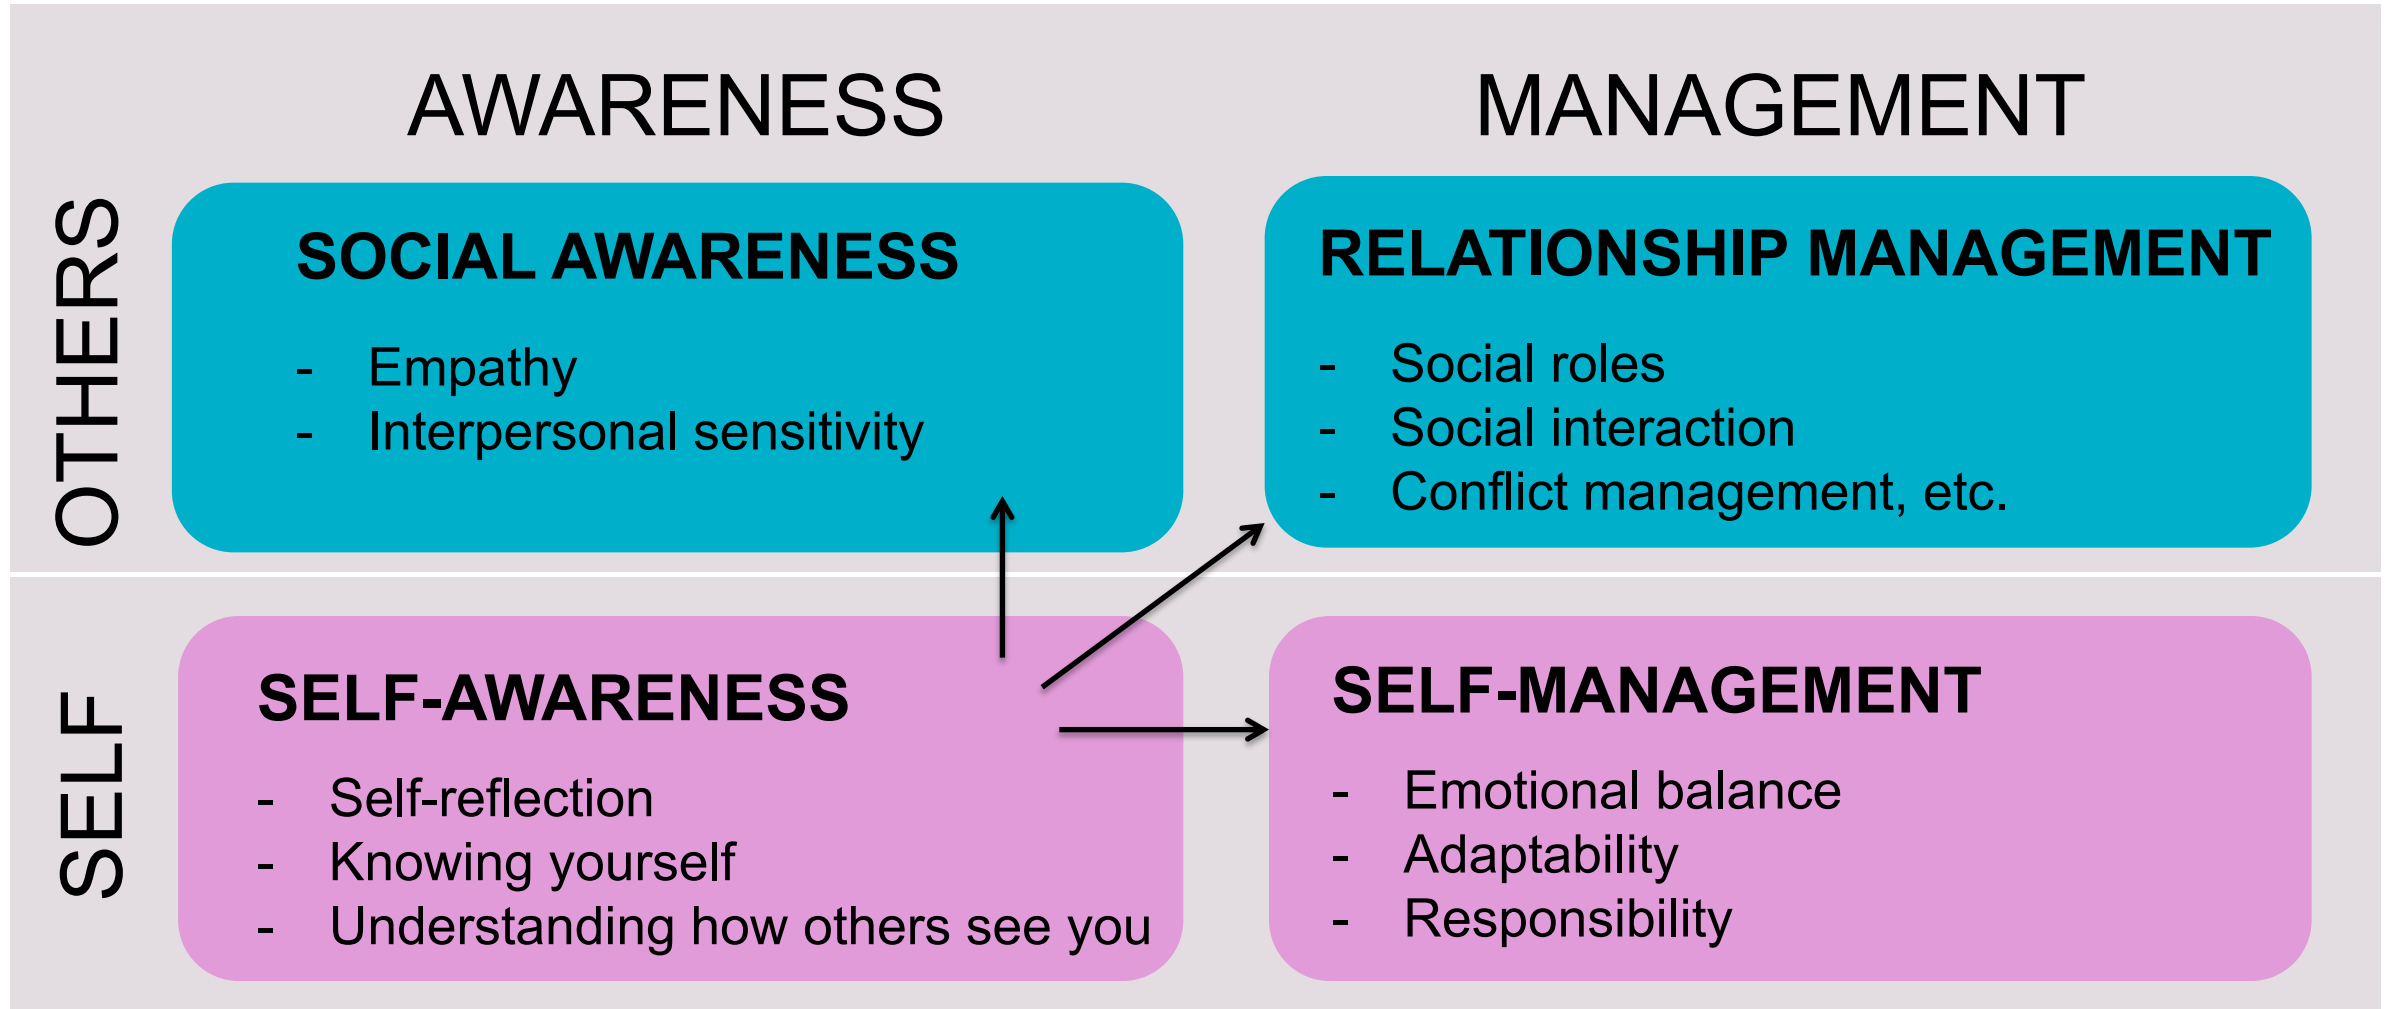 AWARENESS
MANAGEMENT
OTHERS
SOCIAL AWARENESS
- Empathy
- Interpersonal sensitivity
RELATIONSHIP MANAGEMENT
- Social roles
- Social interaction
- Conflict management, etc.
SELF
SELF-AWARENESS
- Self-reflection
- Knowing yourself
- Understanding how others see you
SELF-MANAGEMENT
- Emotional balance
- Adaptability
- Responsibility